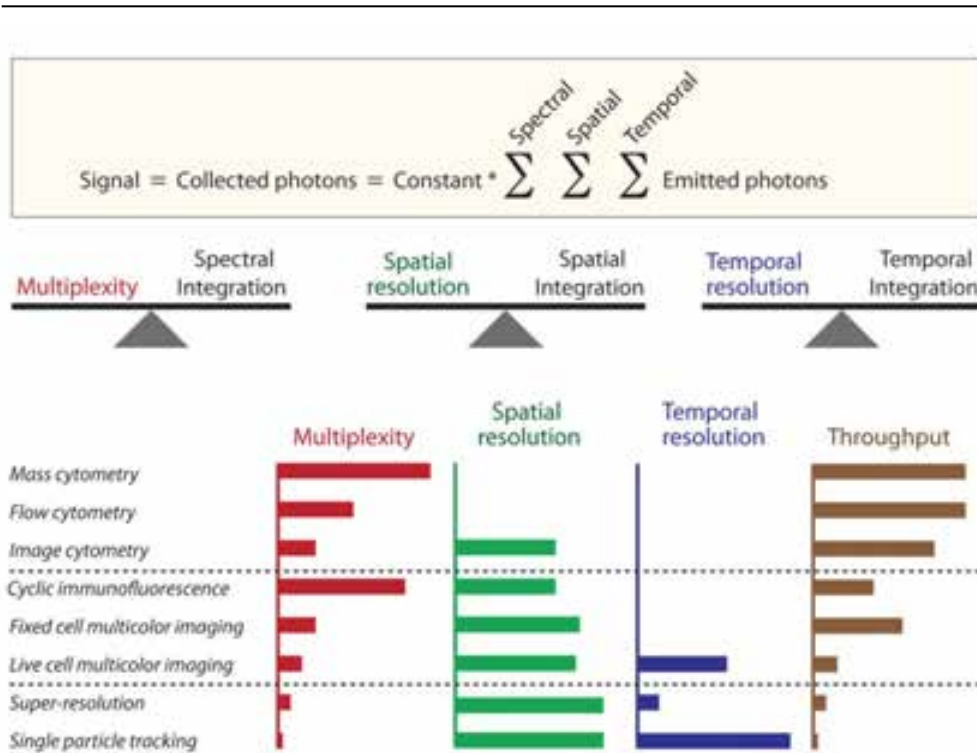 Spectral Spatial Temporal
Signal = Collected photons = Constant * ∑ ∑ ∑ Emitted photons
Multiplexity
Spectral
Integration
Spatial
resolution
Spatial
Integration
Temporal
resolution
Temporal
Integration
Multiplexity
Spatial
resolution
Temporal
resolution
Throughput
Mass cytometry
Flow cytometry
Image cytometry
Cyclic immunofluorescence
Fixed cell multicolor imaging
Live cell multicolor imaging
Super-resolution
Single particle tracking